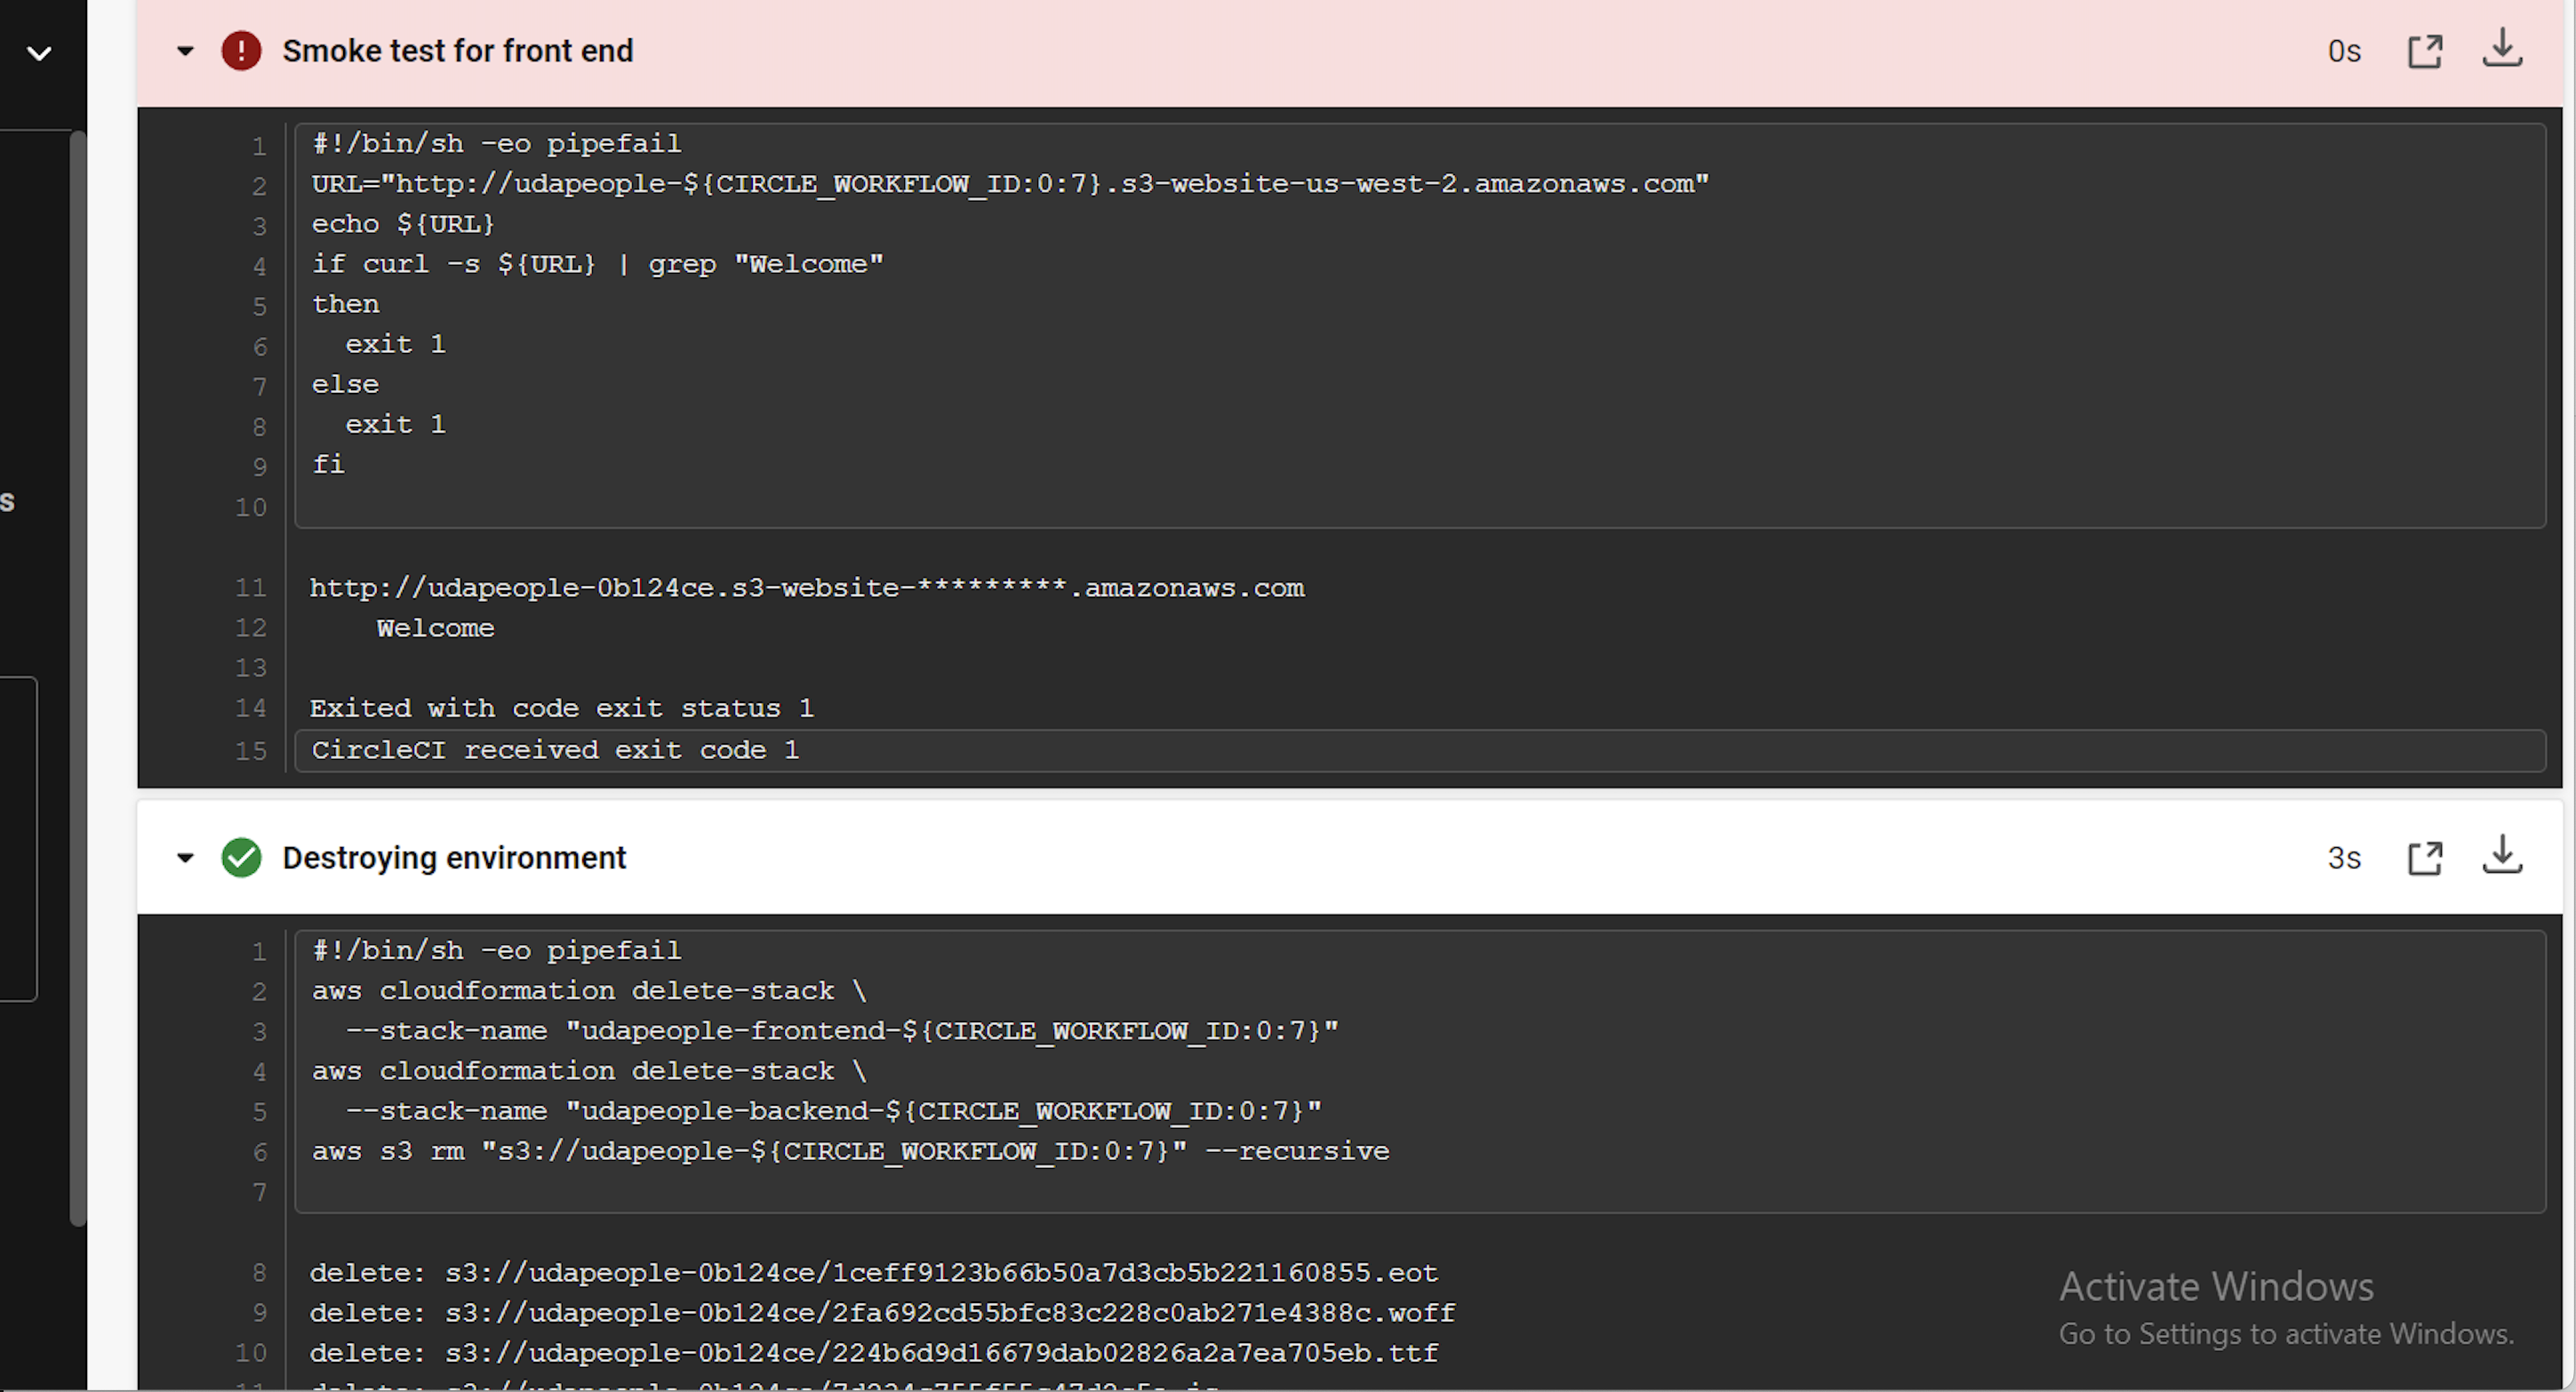 Smoke test for front end 0s
1 #!/bin/sh -eo pipefail
2 URL="http://udapeople-${CIRCLE_WORKFLOW_ID:0:7}.s3-website-us-west-2.amazonaws.com"
3 echo ${URL}
4 if curl -s ${URL} | grep "Welcome"
5 then
6   exit 1
7 else
8   exit 1
9 fi
10
11 http://udapeople-0b124ce.s3-website-*********.amazonaws.com
12     Welcome
13
14 Exited with code exit status 1
15 CircleCI received exit code 1
s
Destroying environment 3s
1 #!/bin/sh -eo pipefail
2 aws cloudformation delete-stack \
3   --stack-name "udapeople-frontend-${CIRCLE_WORKFLOW_ID:0:7}"
4 aws cloudformation delete-stack \
5   --stack-name "udapeople-backend-${CIRCLE_WORKFLOW_ID:0:7}"
6 aws s3 rm "s3://udapeople-${CIRCLE_WORKFLOW_ID:0:7}" --recursive
7
8 delete: s3://udapeople-0b124ce/1ceff9123b66b50a7d3cb5b221160855.eot
9 delete: s3://udapeople-0b124ce/2fa692cd55bfc83c228c0ab271e4388c.woff
10 delete: s3://udapeople-0b124ce/224b6d9d16679dab02826a2a7ea705eb.ttf
Activate Windows
Go to Settings to activate Windows.